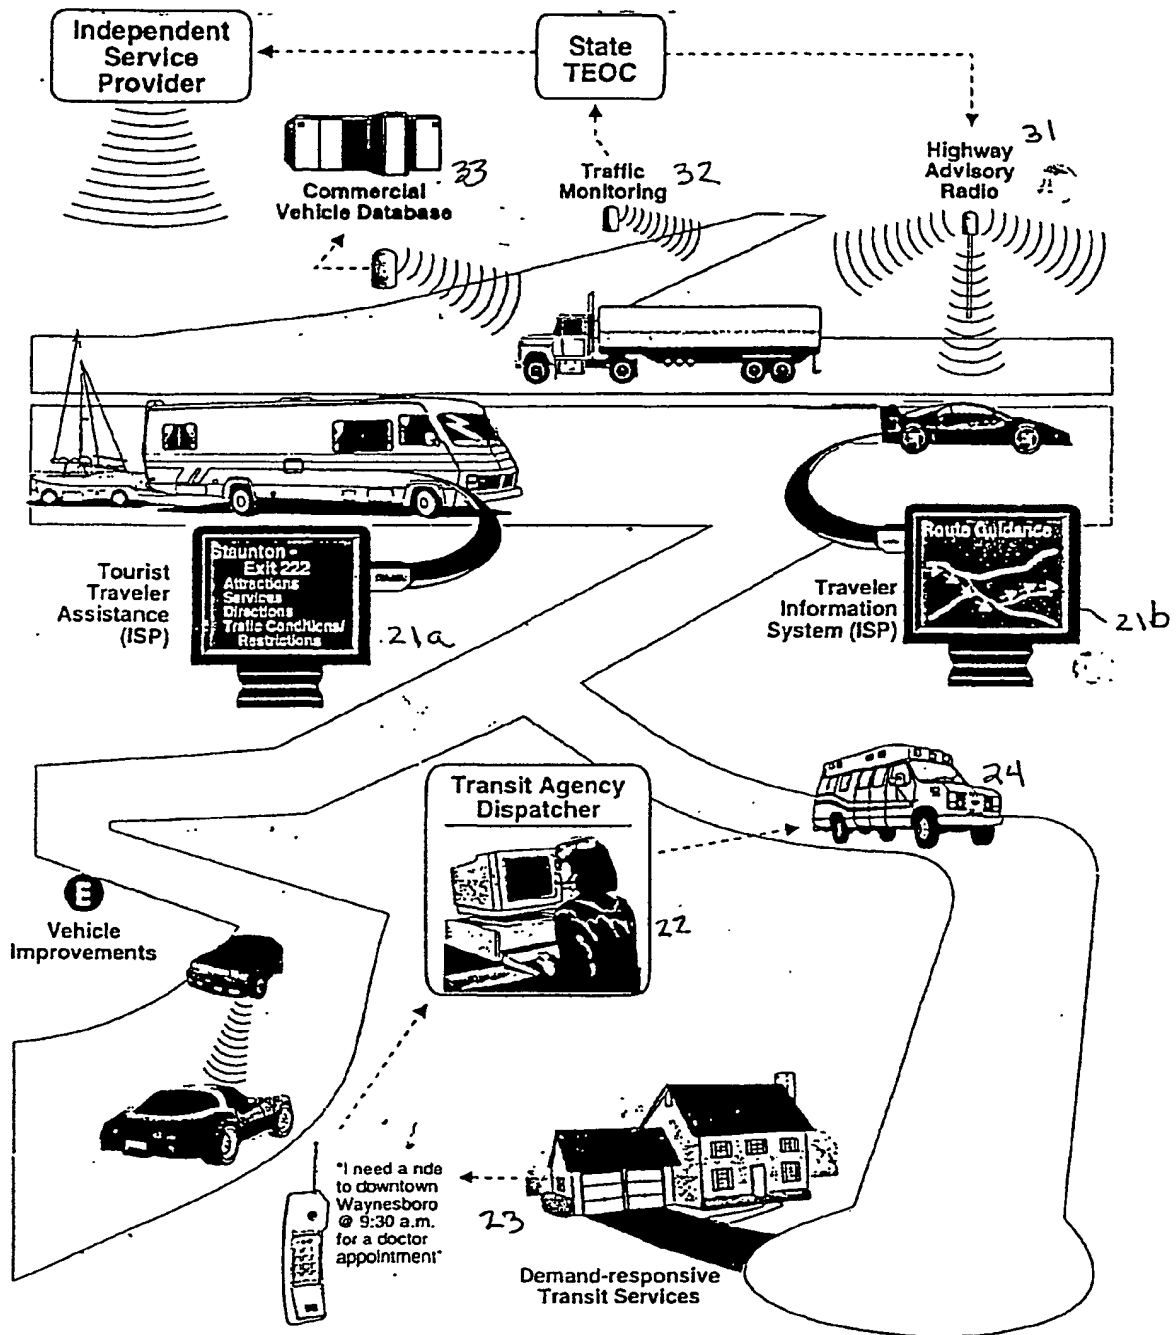 Independent
Service
Provider
State
TEOC
33
Commercial
Vehicle Database
Traffic
Monitoring
32
31
Highway
Advisory
Radio
Staunton -
Exit 222
Attractions
Services
Directions
Traffic Conditions/
Restrictions
Tourist
Traveler
Assistance
(ISP)
21a
Route Guidance
Traveler
Information
System (ISP)
21b
Transit Agency
Dispatcher
22
24
E
Vehicle
Improvements
"I need a ride
to downtown
Waynesboro
@ 9:30 a.m.
for a doctor
appointment"
23
Demand-responsive
Transit Services